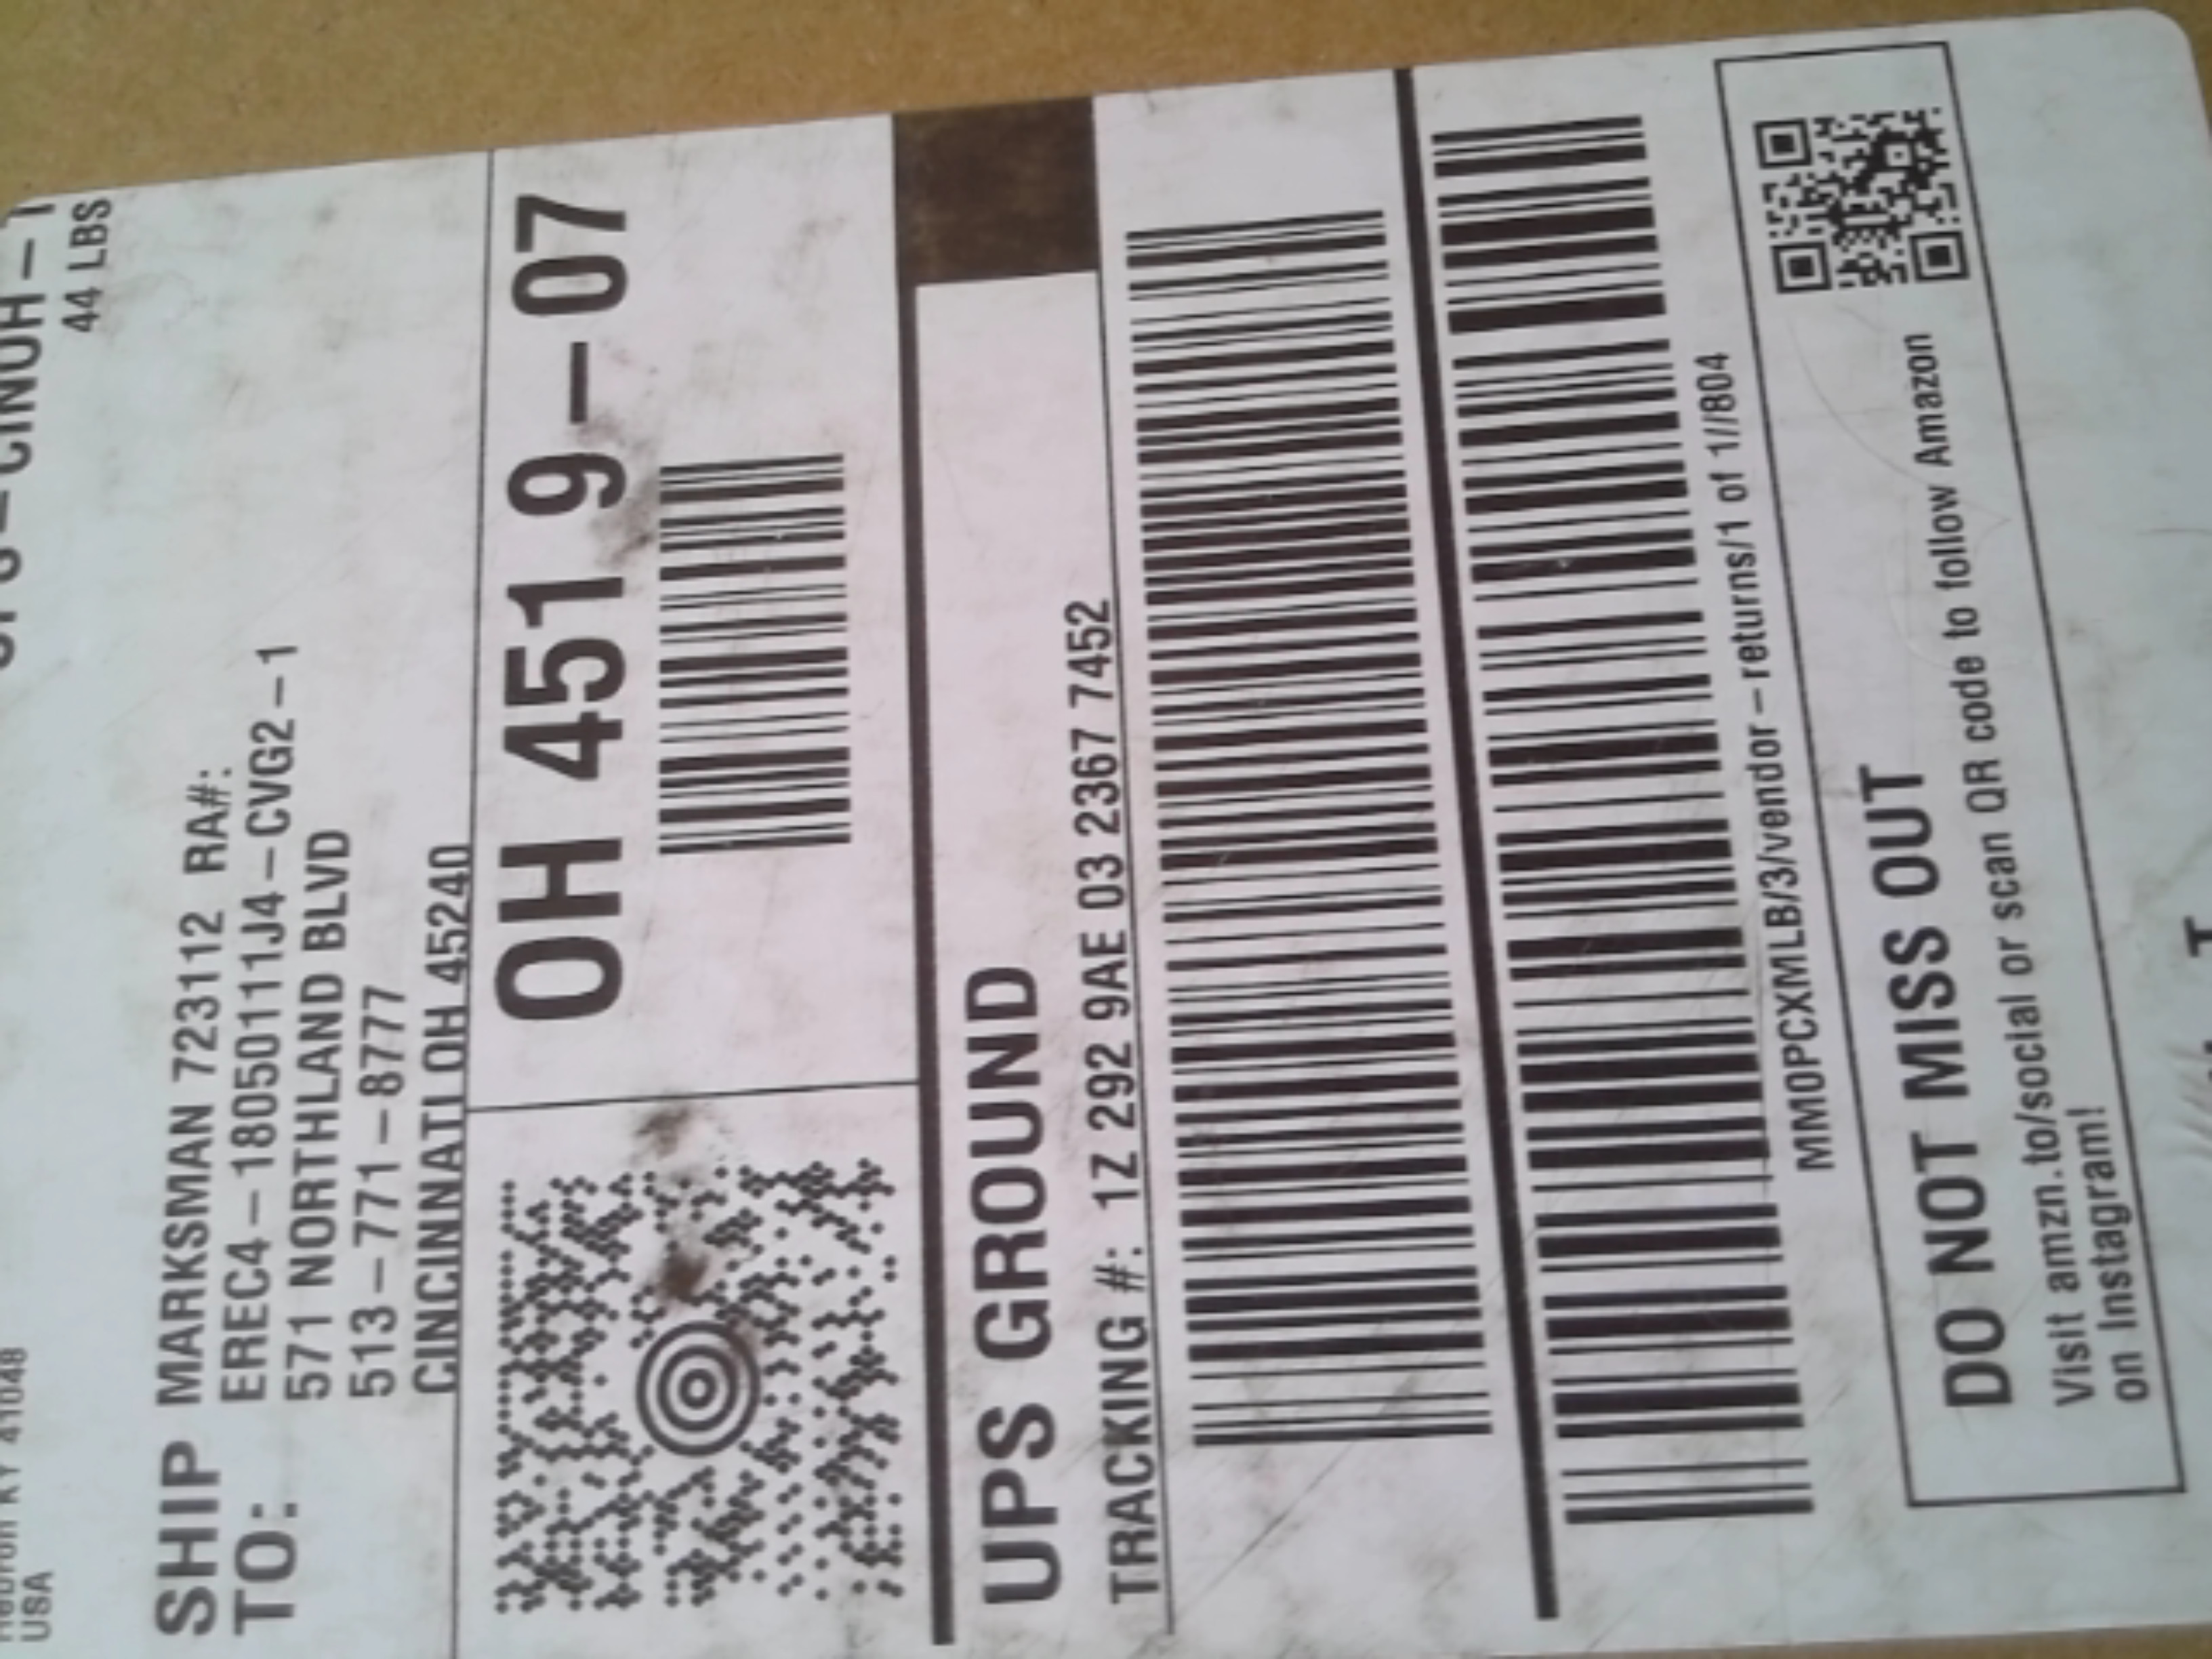 KY 41048
USA
44 LBS
SHIP
TO:
MARKSMAN 723112 RA#:
EREC4-18050111J4-CVG2-1
571 NORTHLAND BLVD
513-771-8777
CINCINNATI OH 45240
OH 451 9-07
UPS GROUND
TRACKING #: 1Z 292 9AE 03 2367 7452
MM0PCXMLB/3/vendor-returns/1 of 1//804
DO NOT MISS OUT
Visit amzn.to/social or scan QR code to follow Amazon
on Instagram!